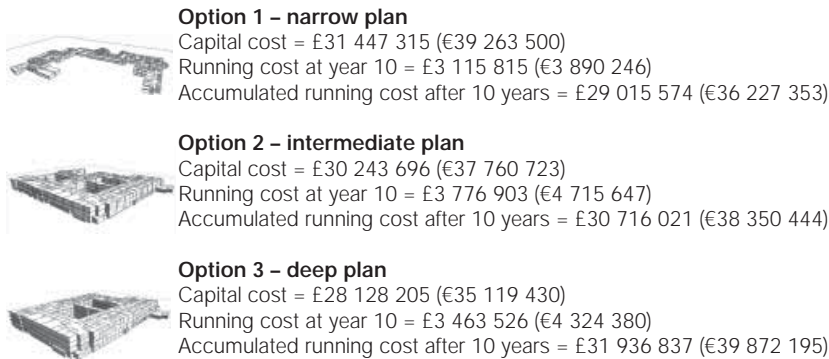 Option 1 – narrow plan
Capital cost = £31 447 315 (€39 263 500)
Running cost at year 10 = £3 115 815 (€3 890 246)
Accumulated running cost after 10 years = £29 015 574 (€36 227 353)
Option 2 – intermediate plan
Capital cost = £30 243 696 (€37 760 723)
Running cost at year 10 = £3 776 903 (€4 715 647)
Accumulated running cost after 10 years = £30 716 021 (€38 350 444)
Option 3 – deep plan
Capital cost = £28 128 205 (€35 119 430)
Running cost at year 10 = £3 463 526 (€4 324 380)
Accumulated running cost after 10 years = £31 936 837 (€39 872 195)